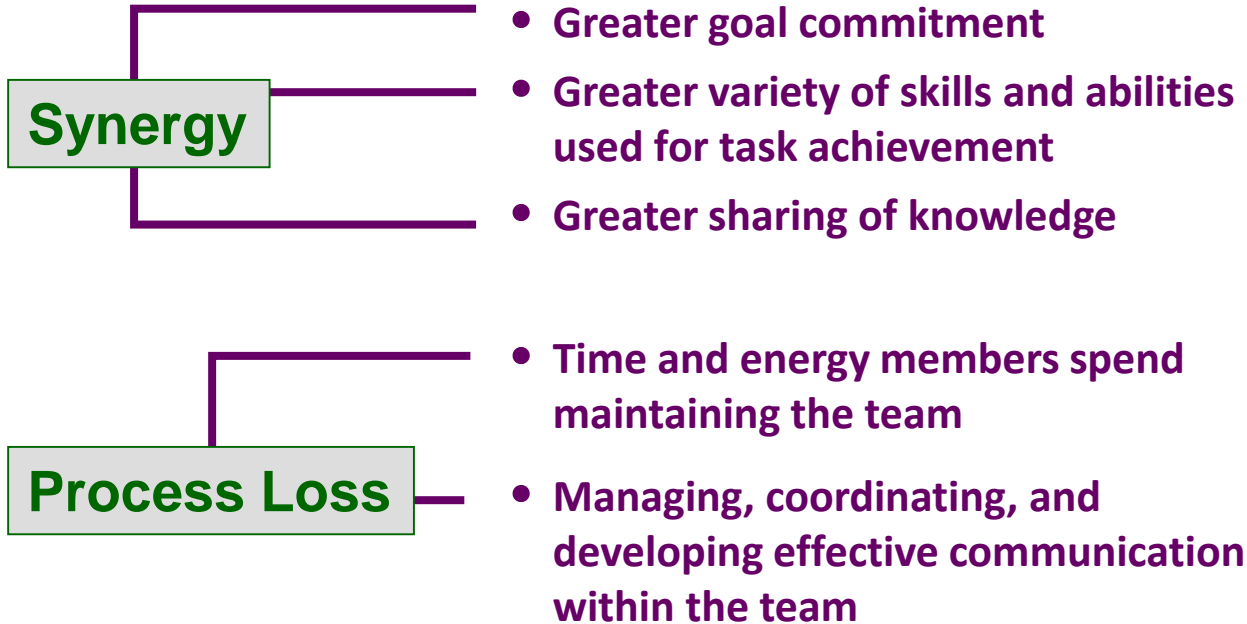 Synergy
• Greater goal commitment
• Greater variety of skills and abilities
used for task achievement
• Greater sharing of knowledge
Process Loss
• Time and energy members spend
maintaining the team
• Managing, coordinating, and
developing effective communication
within the team